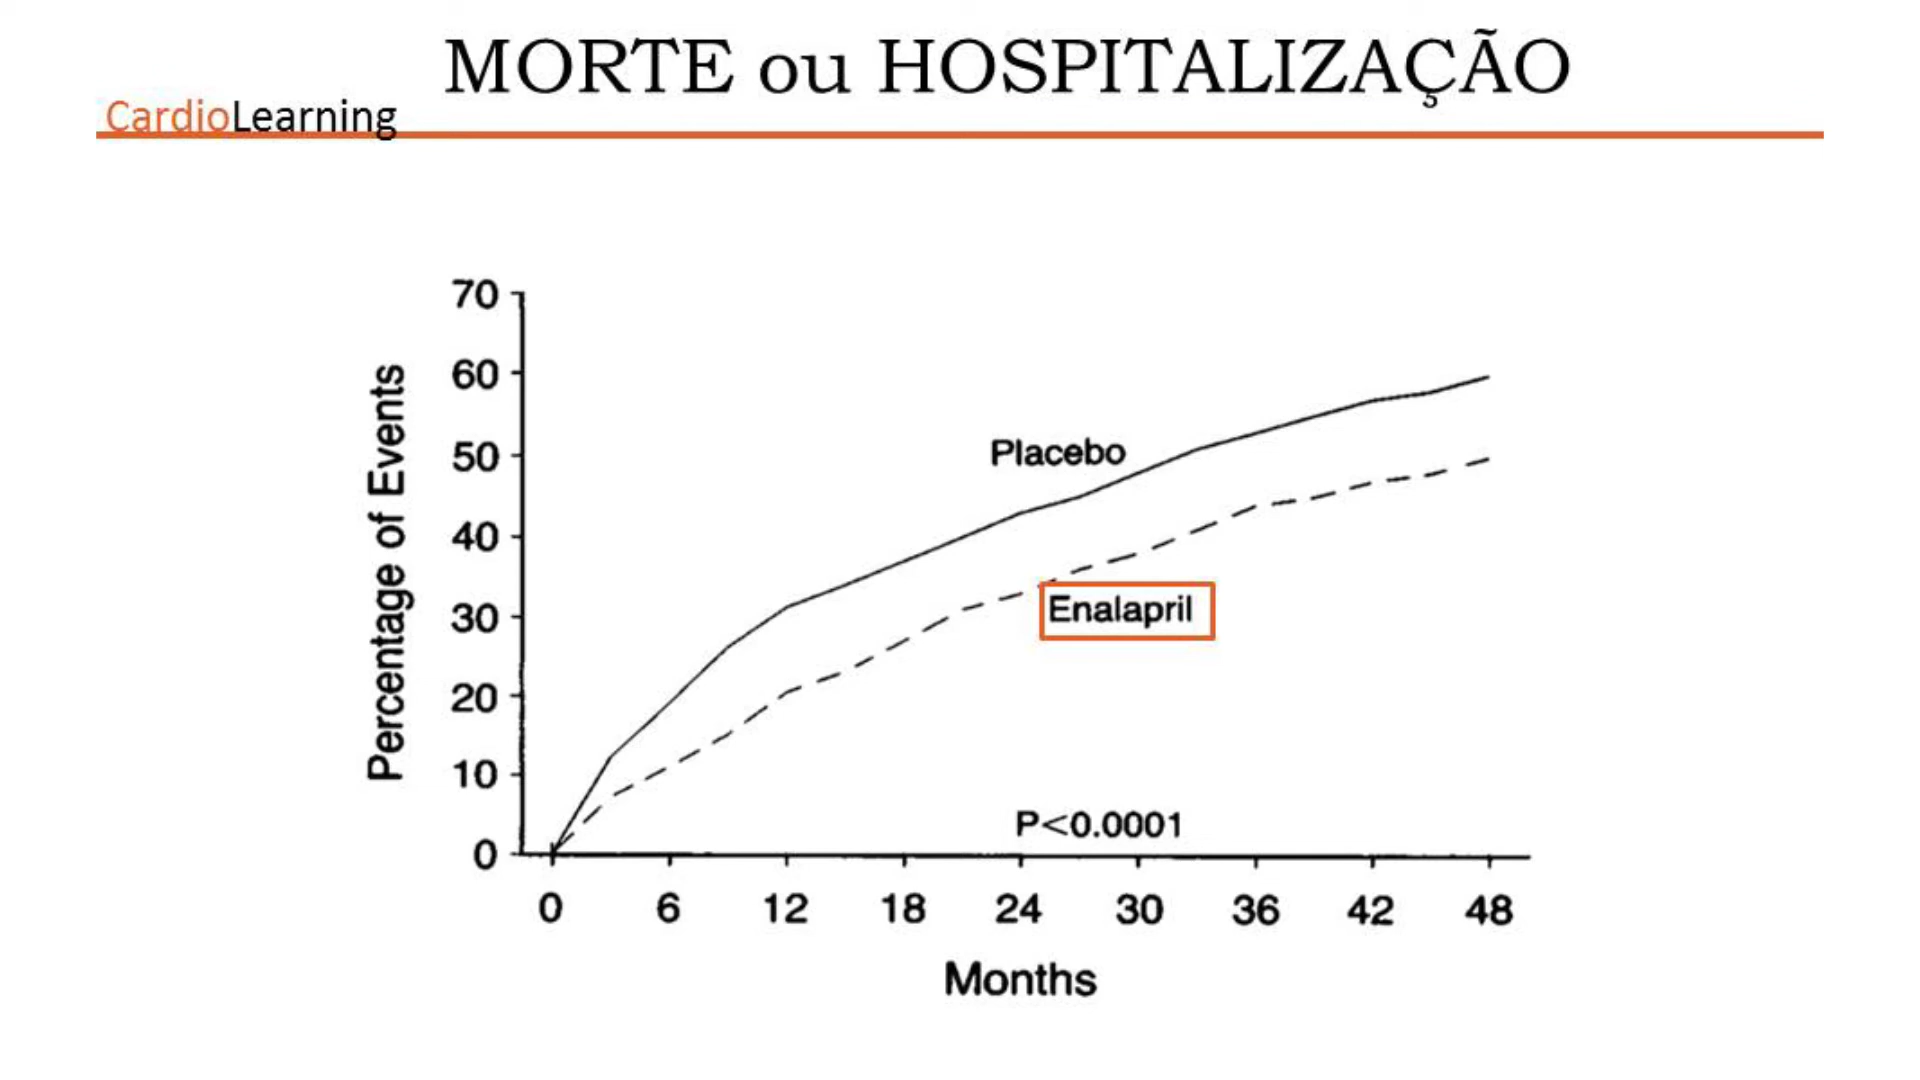 MORTE ou HOSPITALIZAÇÃO
CardioLearning
70
60
50
40
30
20
10
0
Percentage of Events
Placebo
Enalapril
P<0.0001
0 6 12 18 24 30 36 42 48
Months